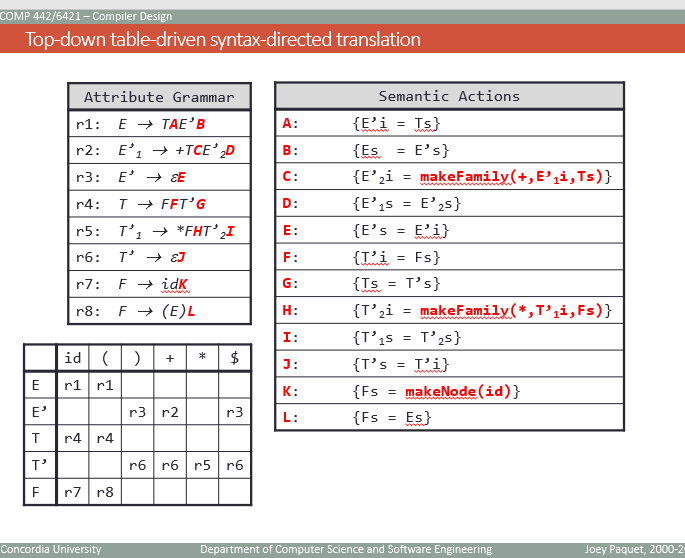 COMP 442/6421 – Compiler Design
Top-down table-driven syntax-directed translation
Attribute Grammar
r1: E → TAE’B
r2: E’₁ → +TCE’₂D
r3: E’ → εE
r4: T → FFT’G
r5: T’₁ → *FHT’₂I
r6: T’ → εJ
r7: F → idK
r8: F → (E)L
Semantic Actions
A: {E’i = Ts}
B: {Es = E’s}
C: {E’₂i = makeFamily(+,E’₁i,Ts)}
D: {E’₁s = E’₂s}
E: {E’s = E’i}
F: {T’i = Fs}
G: {Ts = T’s}
H: {T’₂i = makeFamily(*,T’₁i,Fs)}
I: {T’₁s = T’₂s}
J: {T’s = T’i}
K: {Fs = makeNode(id)}
L: {Fs = Es}
id ( ) + * $
E r1 r1
E’ r3 r2 r3
T r4 r4
T’ r6 r6 r5 r6
F r7 r8
Concordia University
Department of Computer Science and Software Engineering
Joey Paquet, 2000-2